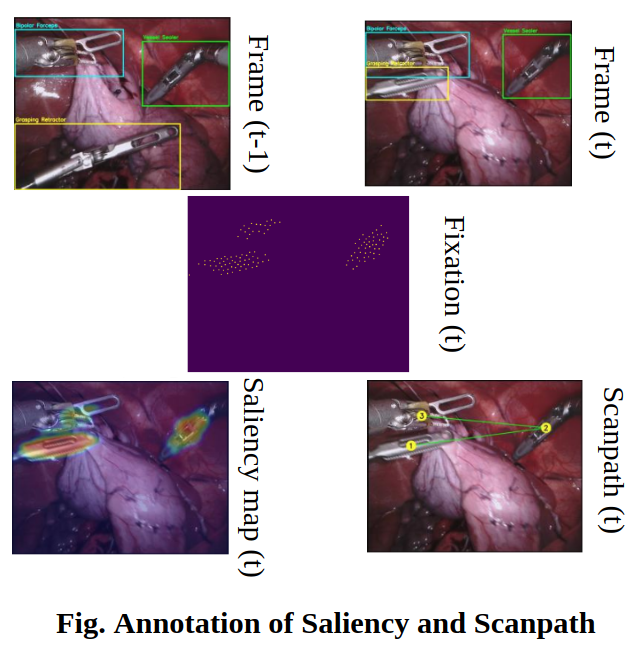 Bipolar Forceps
Vessel Sealer
Grasping Retractor
Frame (t-1)
Bipolar Forceps
Vessel Sealer
Grasping Retractor
Frame (t)
Fixation (t)
Saliency map (t)
3
2
1
Scanpath (t)
Fig. Annotation of Saliency and Scanpath